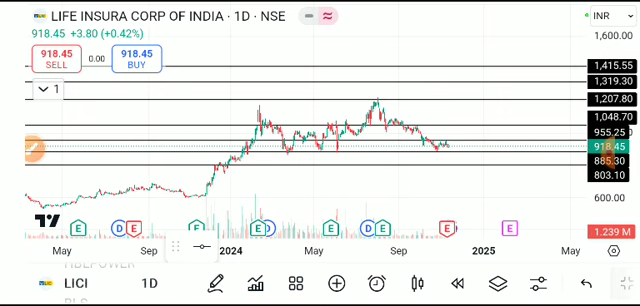 LIFE INSURA CORP OF INDIA · 1D · NSE
INR
918.45 +3.80 (+0.42%)
918.45 SELL 0.00 918.45 BUY
1
1,600.00
1,415.55
1,319.30
1,207.80
1,048.70
955.25
918.45
885.30
803.10
600.00
1.239 M
E D E E E D E D E E E
May Sep 2024 May Sep 2025 May
LICI 1D